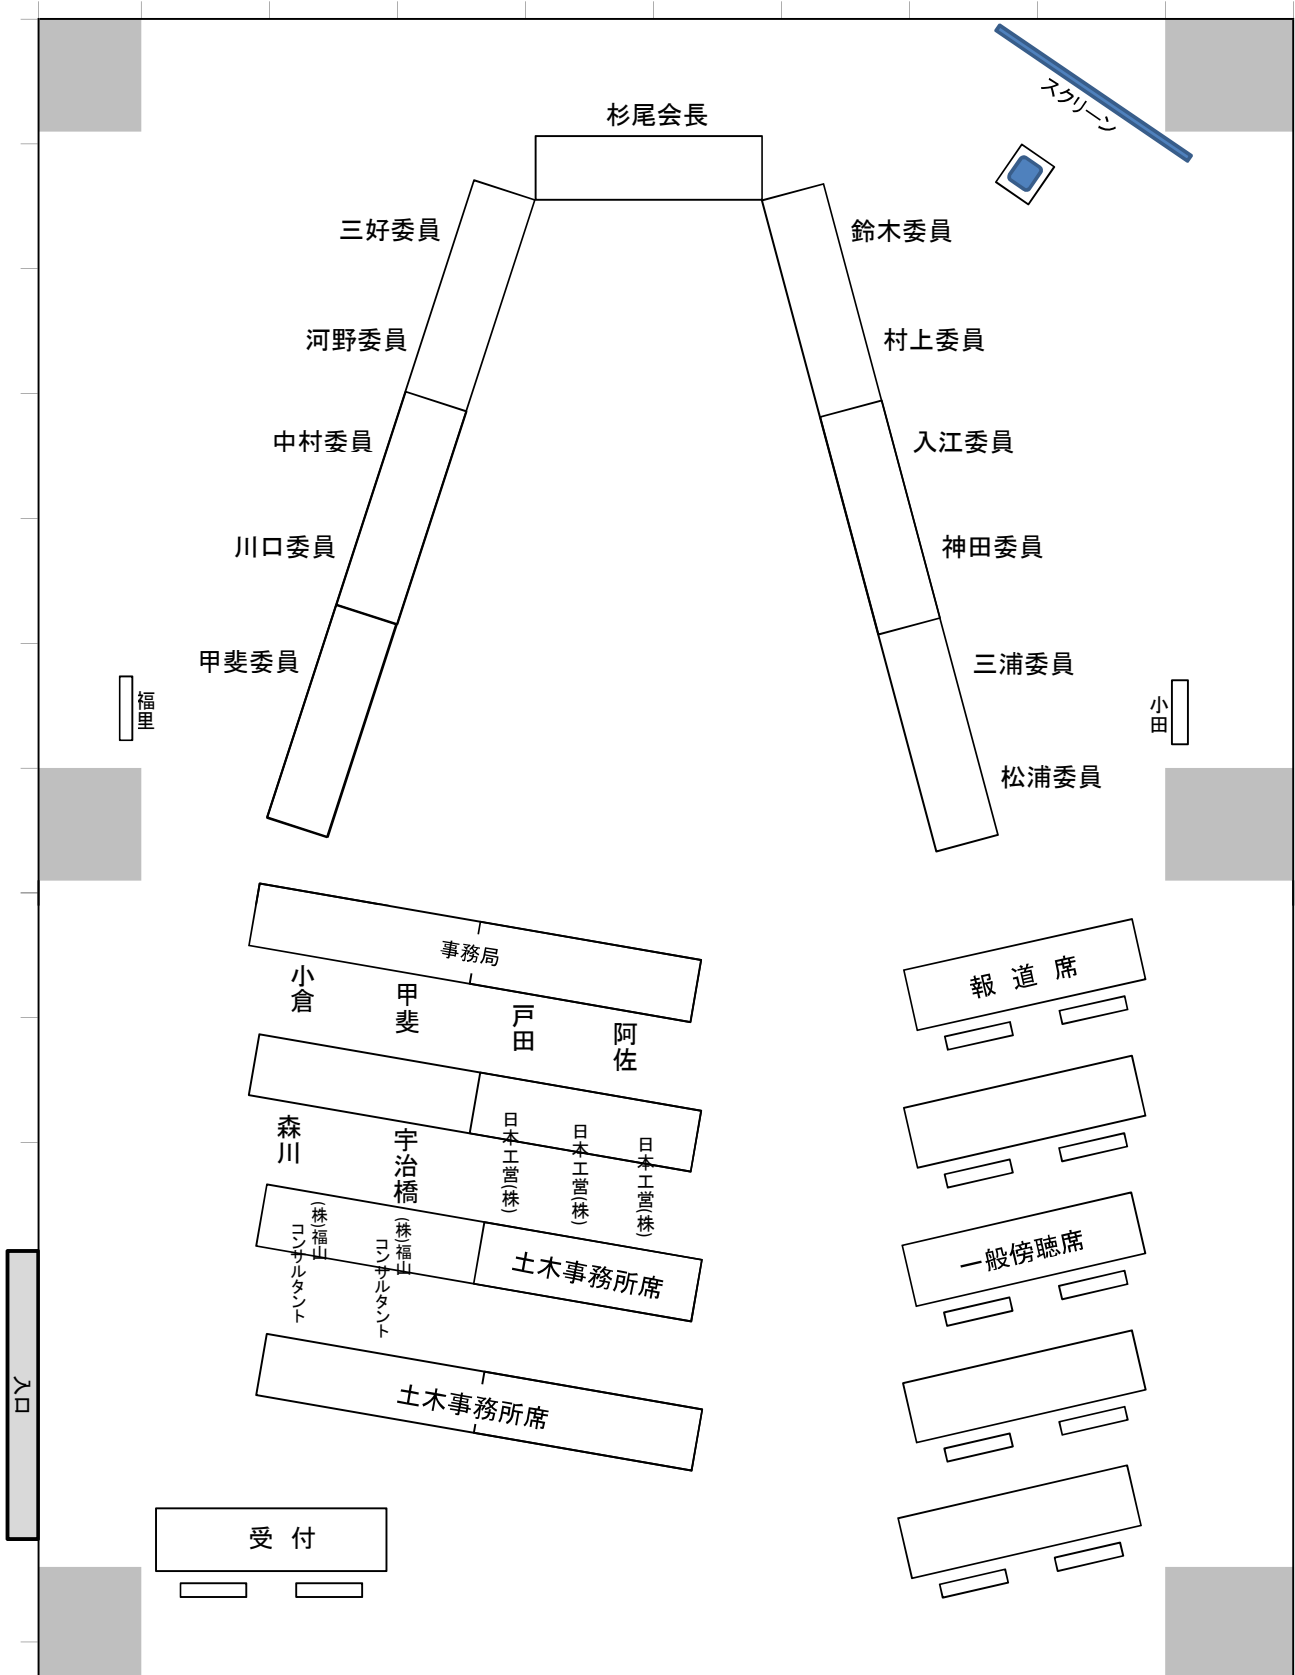 杉尾会長
スクリーン
三好委員
鈴木委員
河野委員
村上委員
中村委員
入江委員
川口委員
神田委員
甲斐委員
三浦委員
福里
小田
松浦委員
事務局
報 道 席
小倉
甲斐
戸田
阿佐
森川
宇治橋
日本工営(株)
日本工営(株)
日本工営(株)
(株)福山
コンサルタント
(株)福山
コンサルタント
土木事務所席
一般傍聴席
入口
土木事務所席
受 付